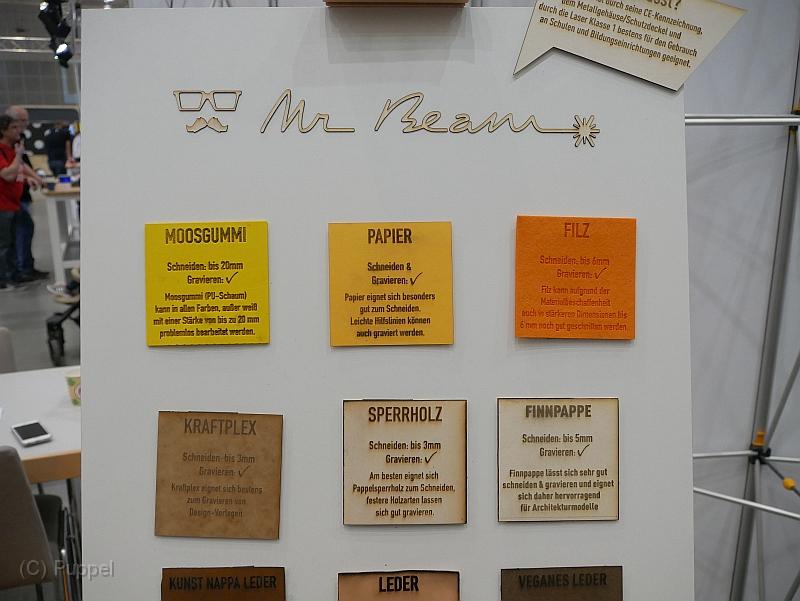 durch seine CE-Kennzeichnung,
dem Metallgehäuse/Schutzdeckel und
durch die Laser Klasse 1 bestens für den Gebrauch
an Schulen und Bildungseinrichtungen geeignet.
Mr Beam
MOOSGUMMI
Schneiden: bis 20mm
Gravieren: ✓
Moosgummi (PU-Schaum)
kann in allen Farben, außer weiß
mit einer Stärke von bis zu 20 mm
problemlos bearbeitet werden.
PAPIER
Schneiden &
Gravieren: ✓
Papier eignet sich besonders
gut zum Schneiden.
Leichte Hilfslinien können
auch graviert werden.
FILZ
Schneiden: bis 6mm
Gravieren: ✓
Filz kann aufgrund der
Materialbeschaffenheit
auch in stärkeren Dimensionen bis
6 mm noch gut geschnitten werden.
KRAFTPLEX
Schneiden: bis 3mm
Gravieren: ✓
Kraftplex eignet sich bestens
zum Gravieren von
Design-Vorlagen
SPERRHOLZ
Schneiden: bis 3mm
Gravieren: ✓
Am besten eignet sich
Pappelsperrholz zum Schneiden,
festere Holzarten lassen
sich gut gravieren.
FINNPAPPE
Schneiden: bis 5mm
Gravieren: ✓
Finnpappe lässt sich sehr gut
schneiden & gravieren und eignet
sich daher hervorragend
für Architekturmodelle
KUNST NAPPA LEDER
LEDER
VEGANES LEDER
(C) Puppel